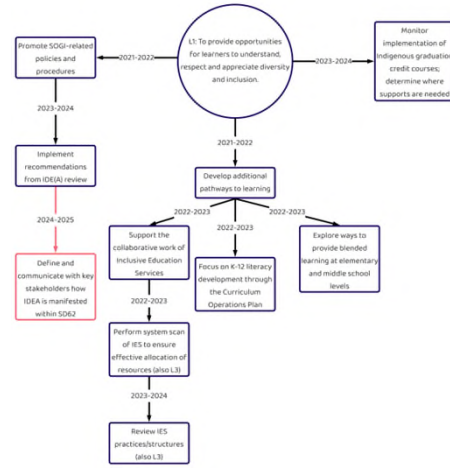 L1: To provide opportunities
for learners to understand,
respect and appreciate diversity
and inclusion.
2021-2022
Promote SOGI-related
policies and
procedures
2023-2024
Monitor
implementation of
Indigenous graduation
credit courses;
determine where
supports are needed
2023-2024
Implement
recommendations
from IDE(A) review
2021-2022
Develop additional
pathways to learning
2024-2025
Define and
communicate with key
stakeholders how
IDEA is manifested
within SD62
2022-2023
2022-2023
2022-2023
Support the
collaborative work of
Inclusive Education
Services
Focus on K-12 literacy
development through
the Curriculum
Operations Plan
Explore ways to
provide blended
learning at elementary
and middle school
levels
2022-2023
Perform system scan
of IES to ensure
effective allocation of
resources (also L3)
2023-2024
Review IES
practices/structures
(also L3)